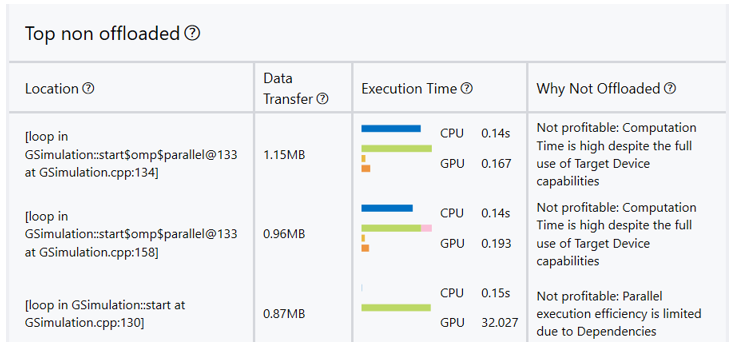 Top non offloaded ?
Location ?
Data
Transfer ?
Execution Time ?
Why Not Offloaded ?
[loop in
GSimulation::start$omp$parallel@133
at GSimulation.cpp:134]
1.15MB
CPU 0.14s
GPU 0.167
Not profitable: Computation
Time is high despite the full
use of Target Device
capabilities
[loop in
GSimulation::start$omp$parallel@133
at GSimulation.cpp:158]
0.96MB
CPU 0.14s
GPU 0.193
Not profitable: Computation
Time is high despite the full
use of Target Device
capabilities
[loop in GSimulation::start at
GSimulation.cpp:130]
0.87MB
CPU 0.15s
GPU 32.027
Not profitable: Parallel
execution efficiency is limited
due to Dependencies